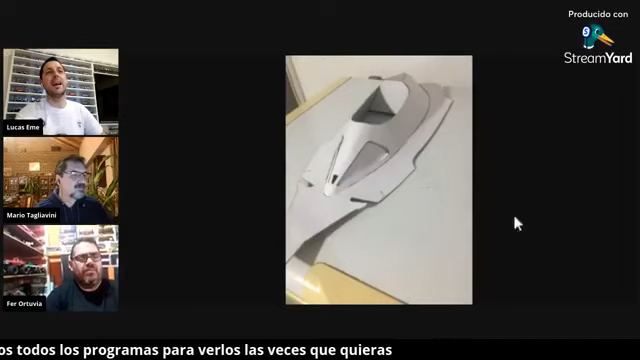 Producido con
StreamYard
Lucas Eme
Mario Tagliavini
Fer Ortuvia
os todos los programas para verlos las veces que quieras